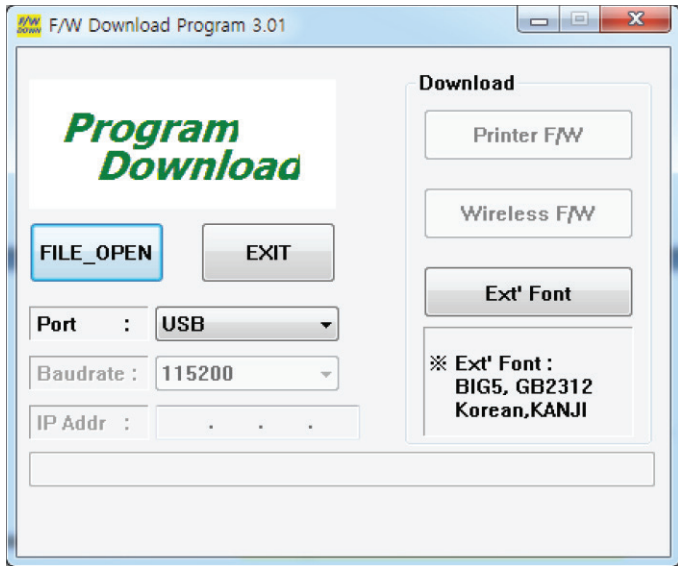 F/W DOWN F/W Download Program 3.01
Program
Download
FILE_OPEN
EXIT
Port :
USB
Baudrate :
115200
IP Addr :
. . .
Download
Printer F/W
Wireless F/W
Ext' Font
※ Ext' Font :
BIG5, GB2312
Korean,KANJI